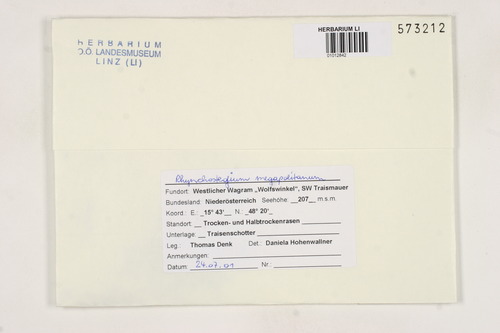 HERBARIUM
O.Ö. LANDESMUSEUM
LINZ (LI)
HERBARIUM LI
01012842
573212
Rhynchostegium megapolitanum
Fundort: Westlicher Wagram „Wolfswinkel", SW Traismauer
Bundesland: Niederösterreich Seehöhe: 207 m.s.m.
Koord. E.: 15° 43' N.: 48° 20'
Standort: Trocken- und Halbtrockenrasen
Unterlage: Traisenschotter
Leg.: Thomas Denk Det.: Daniela Hohenwallner
Anmerkungen:
Datum: 24.07.01 Nr.: